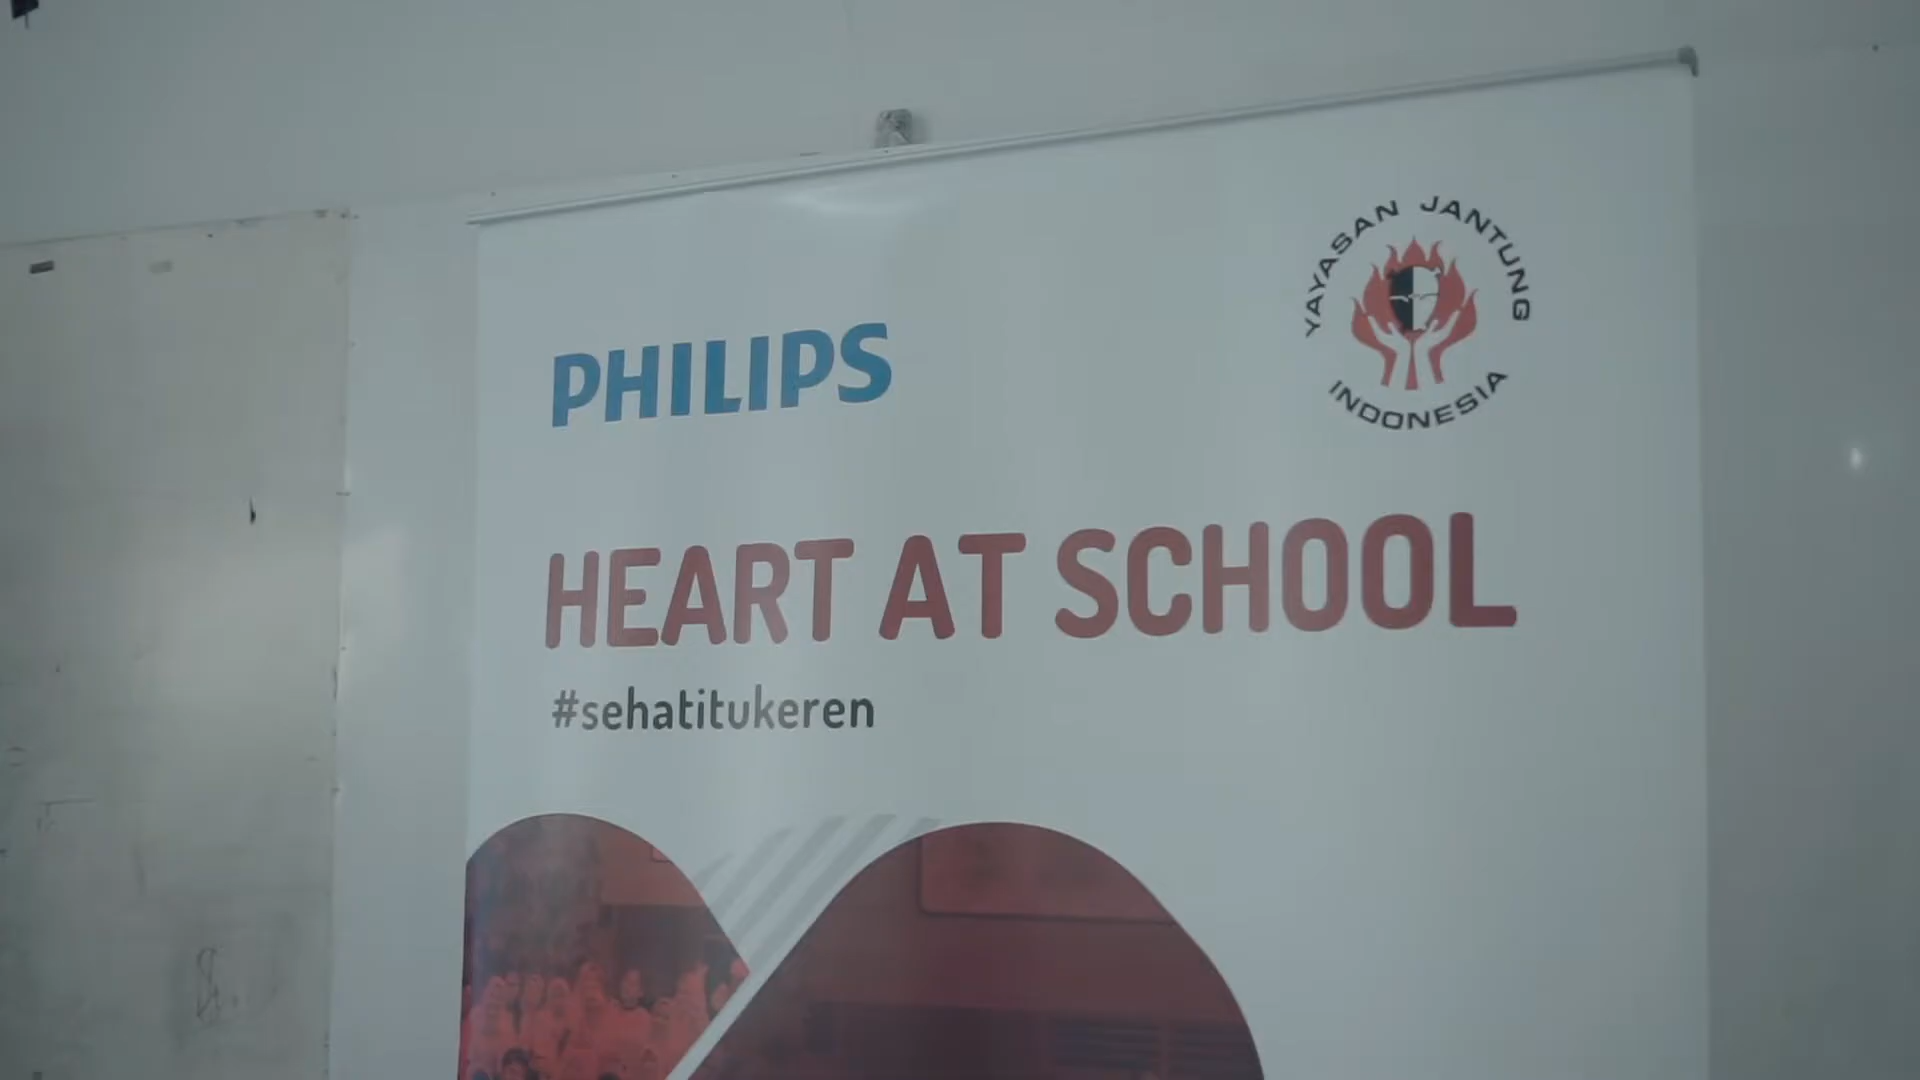 PHILIPS
YAYASAN JANTUNG
INDONESIA
HEART AT SCHOOL
#sehatitukeren